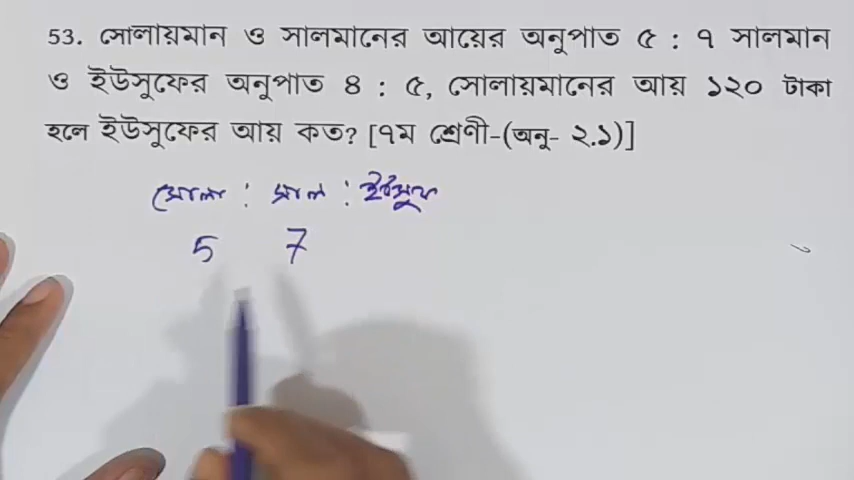 53. সোলায়মান ও সালমানের আয়ের অনুপাত ৫ : ৭ সালমান
ও ইউসুফের অনুপাত ৪ : ৫, সোলায়মানের আয় ১২০ টাকা
হলে ইউসুফের আয় কত? [৭ম শ্রেণী-(অনু- ২.১)]
সোলা : সাল : ইউসুফ
5 7